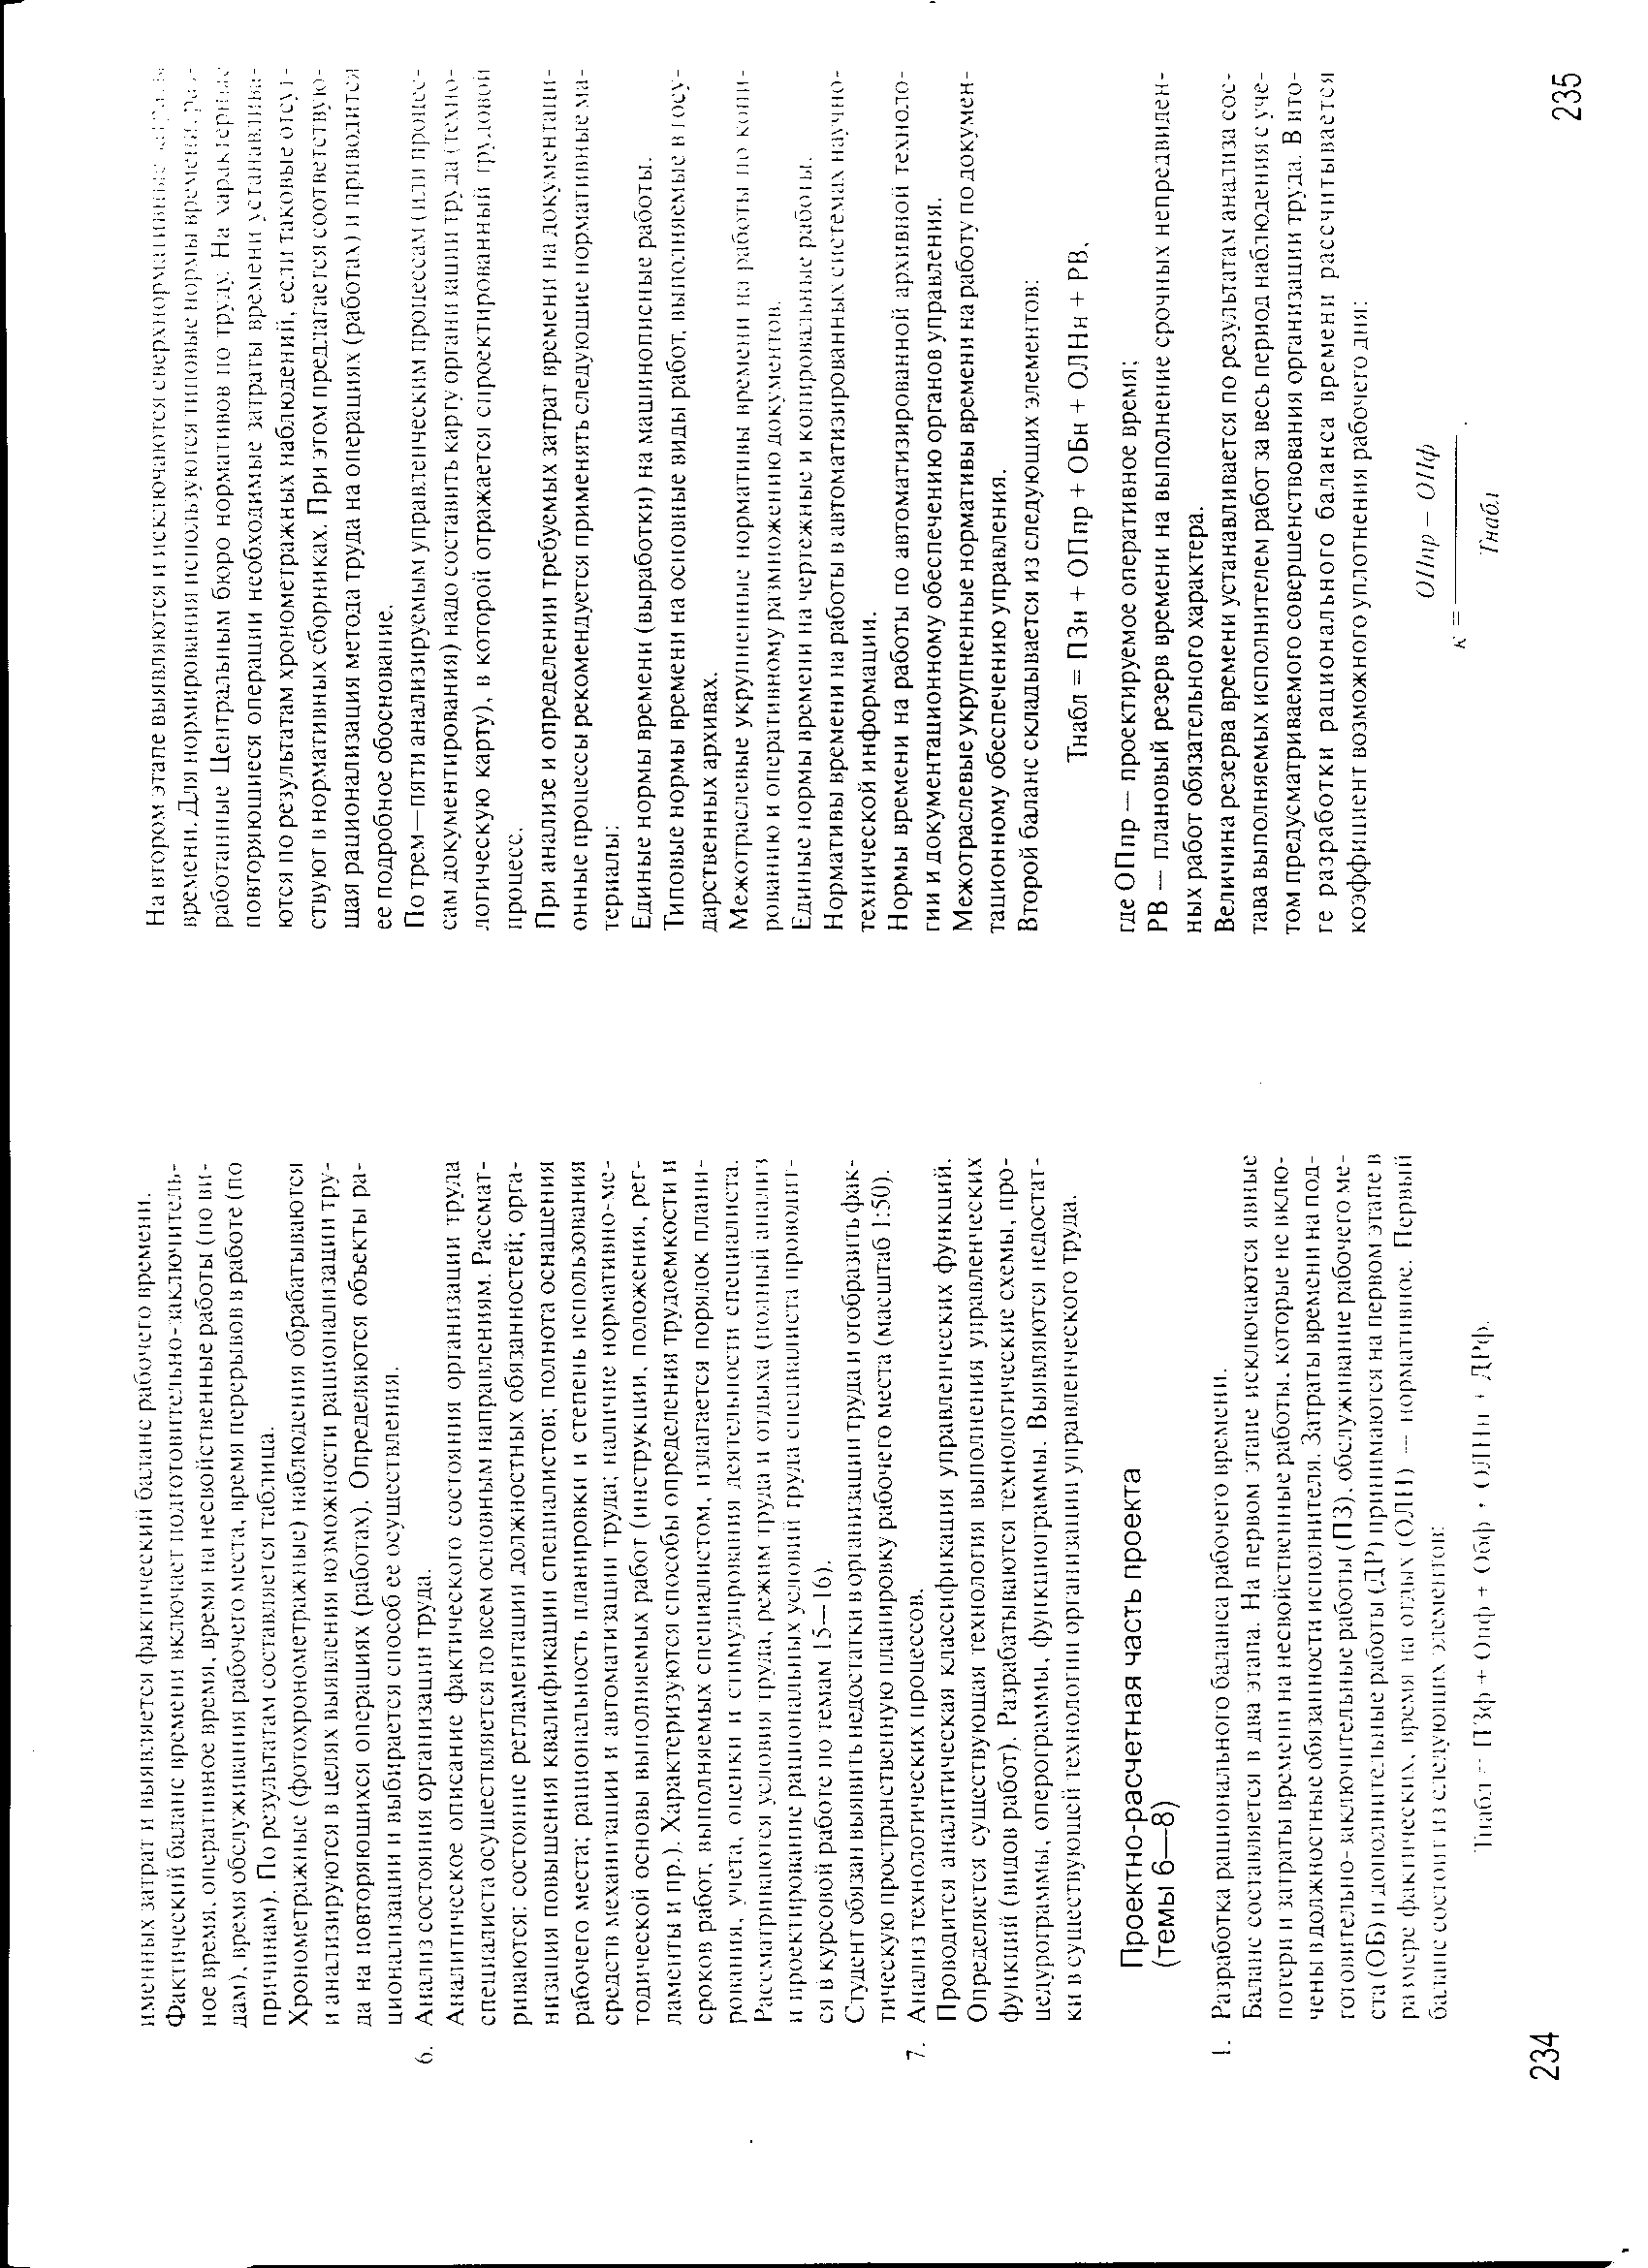 именных затрат и выявляется фактический баланс рабочего времени.
Фактический баланс времени включает подготовительно-заключитель-
ное время, оперативное время, время на несвойственные работы (по ви-
дам), время обслуживания рабочего места, время перерывов в работе (по
причинам). По результатам составляется таблица.
Хронометражные (фотохронометражные) наблюдения обрабатываются
и анализируются в целях выявления возможности рационализации тру-
да на повторяющихся операциях (работах). Определяются объекты ра-
ционализации и выбирается способ ее осуществления.
6. Анализ состояния организации труда.
Аналитическое описание фактического состояния организации труда
специалиста осуществляется по всем основным направлениям. Рассмат-
риваются: состояние регламентации должностных обязанностей; орга-
низация повышения квалификации специалистов; полнота оснащения
рабочего места; рациональность планировки и степень использования
средств механизации и автоматизации труда; наличие нормативно-ме-
тодической основы выполняемых работ (инструкции, положения, рег-
ламенты и пр.). Характеризуются способы определения трудоемкости и
сроков работ, выполняемых специалистом, излагается порядок плани-
рования, учета, оценки и стимулирования деятельности специалиста.
Рассматриваются условия труда, режим труда и отдыха (полный анализ
и проектирование рациональных условий труда специалиста проводит-
ся в курсовой работе по темам 15—16).
Студент обязан выявить недостатки в организации труда и отобразить фак-
тическую пространственную планировку рабочего места (масштаб 1:50).
7. Анализ технологических процессов.
Проводится аналитическая классификация управленческих функций.
Определяется существующая технология выполнения управленческих
функций (видов работ). Разрабатываются технологические схемы, про-
цедурограммы, оперограммы, функциограммы. Выявляются недостат-
ки в существующей технологии организации управленческого труда.
Проектно-расчетная часть проекта
(темы 6—8)
1. Разработка рационального баланса рабочего времени.
Баланс составляется в два этапа. На первом этапе исключаются явные
потери и затраты времени на несвойственные работы, которые не вклю-
чены в должностные обязанности исполнителя. Затраты времени на под-
готовительно-заключительные работы (ПЗ), обслуживание рабочего ме-
ста (ОБ) и дополнительные работы (ДР) принимаются на первом этапе в
размере фактических, время на отдых (ОЛН) — нормативное. Первый
баланс состоит из следующих элементов:
Тнабл = ПЗф + Опф + Обф + ОЛНн + ДРф.
234
На втором этапе выявляются и исключаются сверхнормативные затраты
времени. Для нормирования используются типовые нормы времени, раз-
работанные Центральным бюро нормативов по труду. На характерные
повторяющиеся операции необходимые затраты времени устанавлива-
ются по результатам хронометражных наблюдений, если таковые отсут-
ствуют в нормативных сборниках. При этом предлагается соответствую-
щая рационализация метода труда на операциях (работах) и приводится
ее подробное обоснование.
По трем—пяти анализируемым управленческим процессам (или процес-
сам документирования) надо составить карту организации труда (техно-
логическую карту), в которой отражается спроектированный трудовой
процесс.
При анализе и определении требуемых затрат времени на документаци-
онные процессы рекомендуется применять следующие нормативные ма-
териалы:
Единые нормы времени (выработки) на машинописные работы.
Типовые нормы времени на основные виды работ, выполняемые в госу-
дарственных архивах.
Межотраслевые укрупненные нормативы времени на работы по копи-
рованию и оперативному размножению документов.
Единые нормы времени на чертежные и копировальные работы.
Нормативы времени на работы в автоматизированных системах научно-
технической информации.
Нормы времени на работы по автоматизированной архивной техноло-
гии и документационному обеспечению органов управления.
Межотраслевые укрупненные нормативы времени на работу по докумен-
тационному обеспечению управления.
Второй баланс складывается из следующих элементов:
Тнабл = ПЗн + ОПпр + ОБн + ОЛНн + РВ,
где ОПпр — проектируемое оперативное время;
РВ — плановый резерв времени на выполнение срочных непредвиден-
ных работ обязательного характера.
Величина резерва времени устанавливается по результатам анализа сос-
тава выполняемых исполнителем работ за весь период наблюдения с уче-
том предусматриваемого совершенствования организации труда. В ито-
ге разработки рационального баланса времени рассчитывается
коэффициент возможного уплотнения рабочего дня:
ОПпр – ОПф
к = .
Тнабл
235